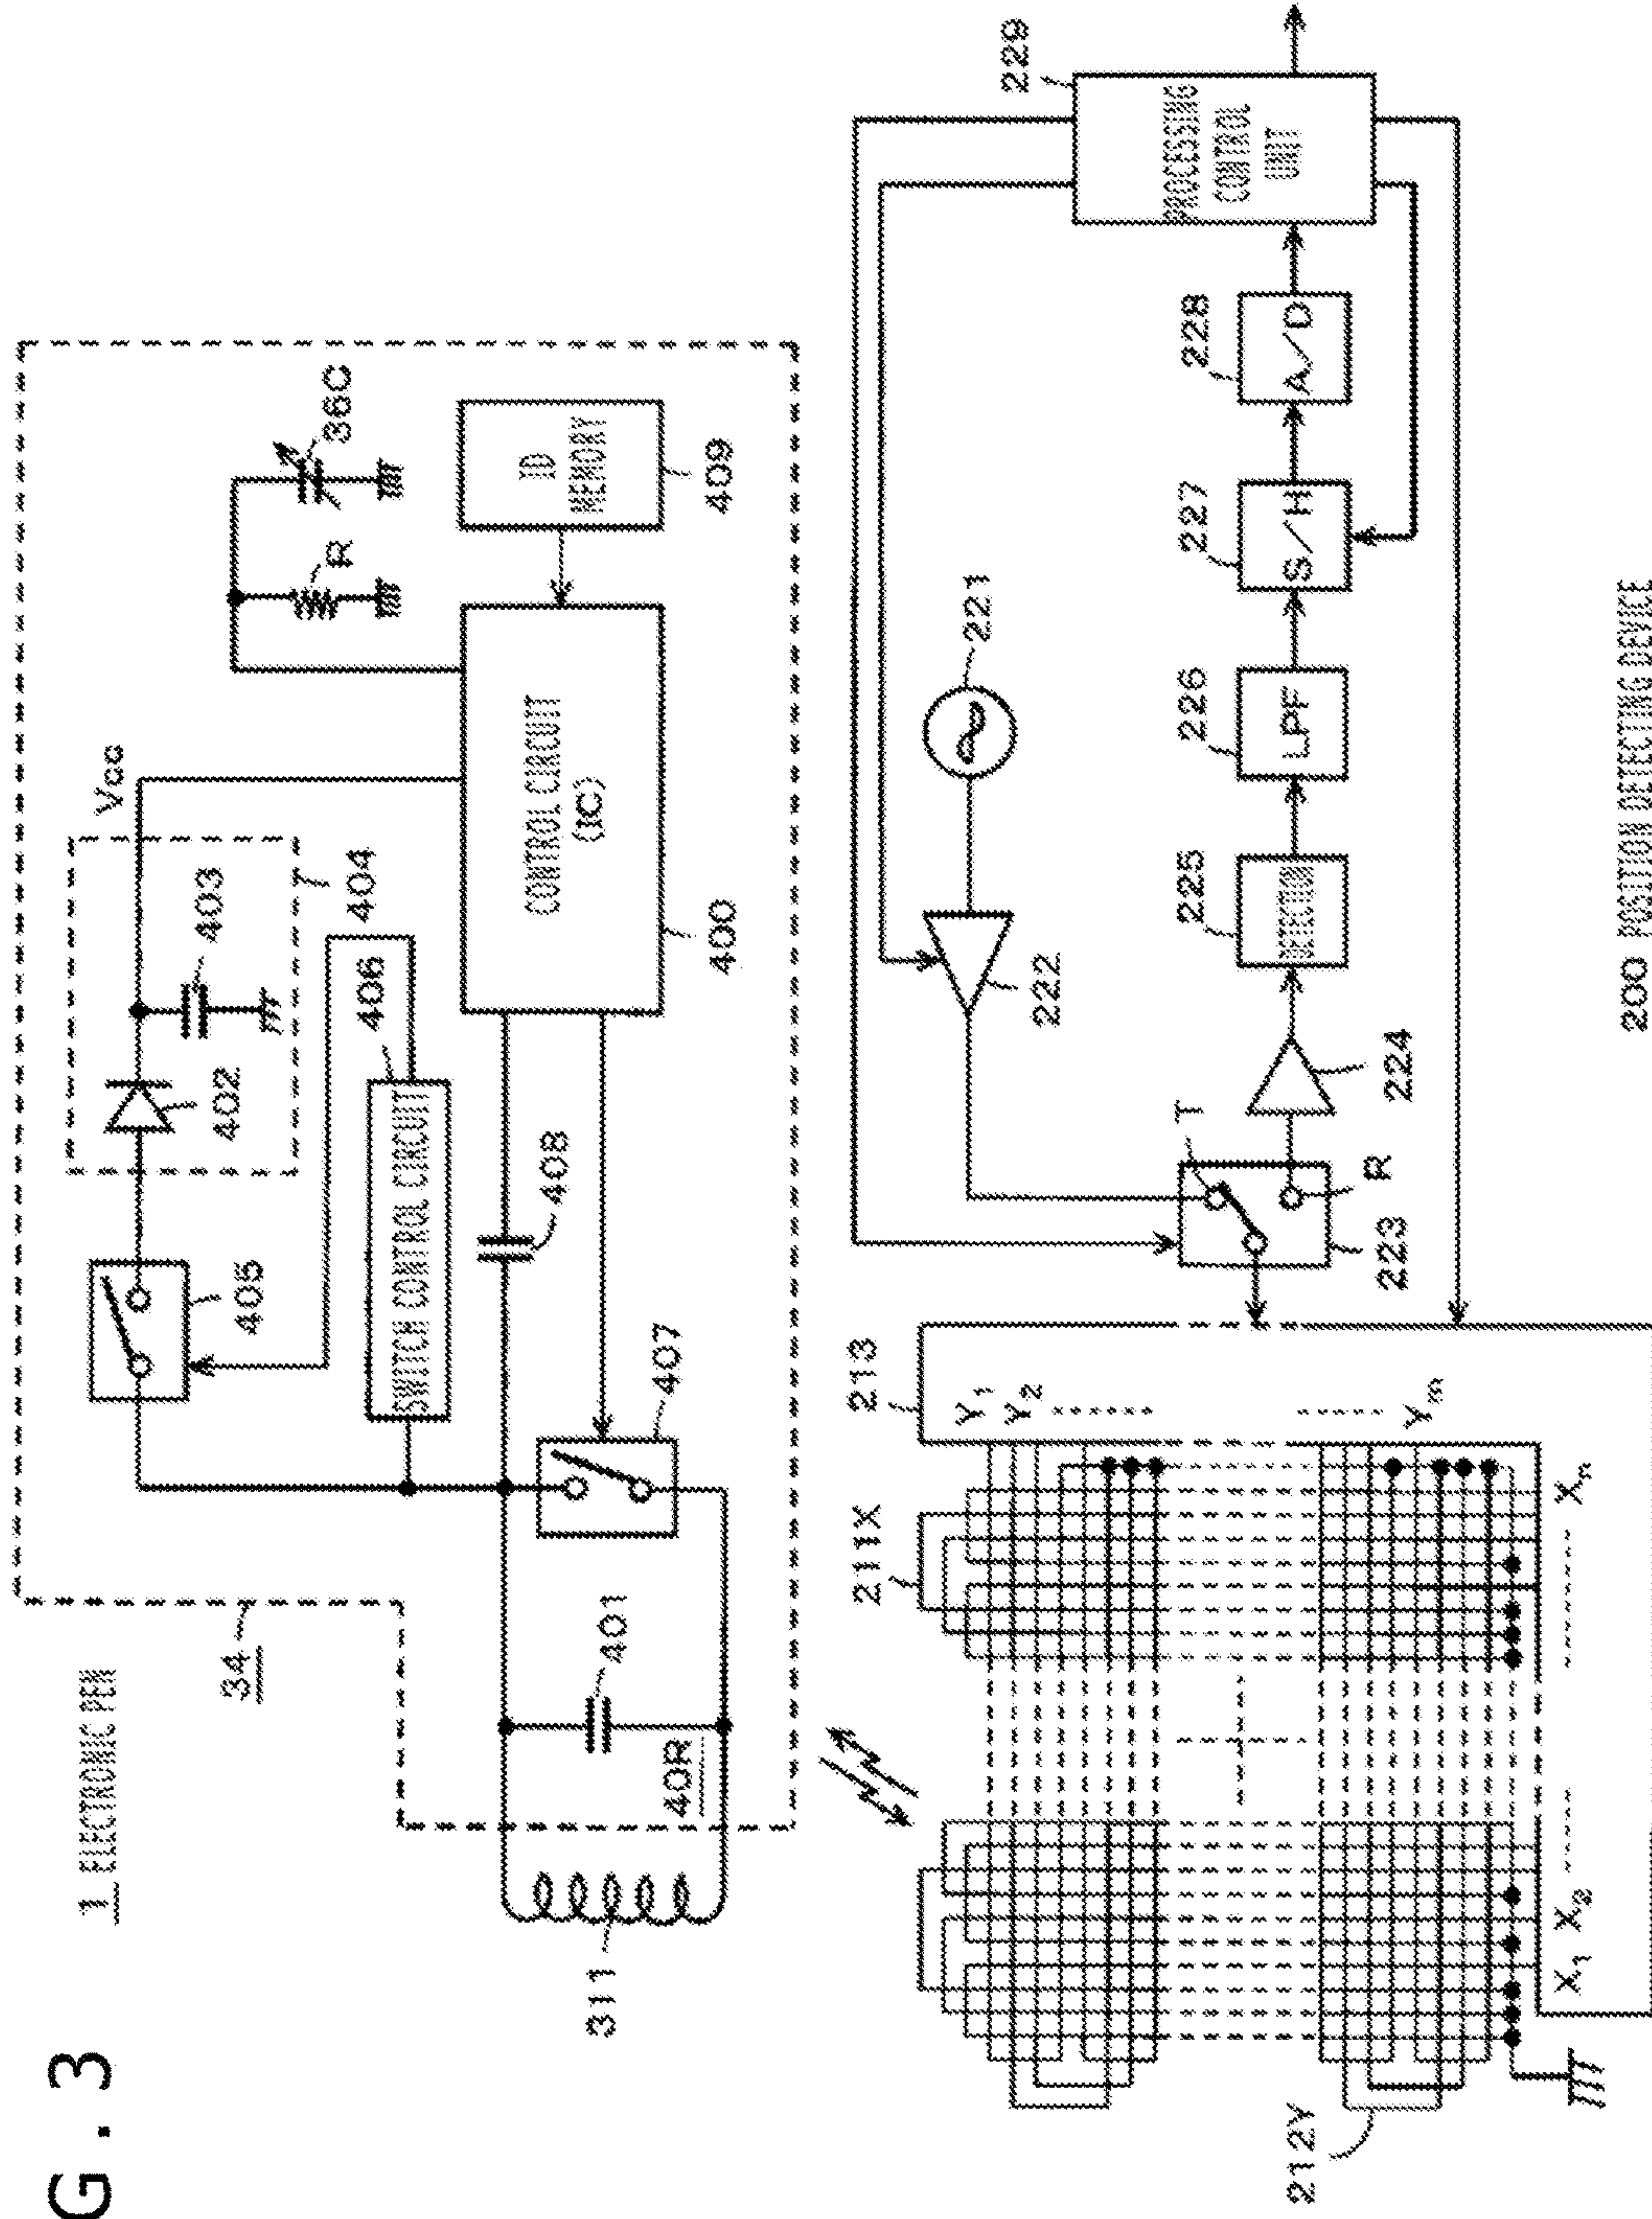 G . 3
1 ELECTRONIC PEN
34
Vcc
405
402
403
404
406
SWITCH CONTROL CIRCUIT
408
407
CONTROL CIRCUIT
(IC)
400
R
36C
ID
MEMORY
409
311
401
40R
221
222
T
R
223
224
225
DETECTION
226
LPF
227
S/H
228
A/D
229
PROCESSING
CONTROL
UNIT
213
211X
212Y
Y1
Y2
Ym
X1 X2
Xn
200 POSITION DETECTING DEVICE